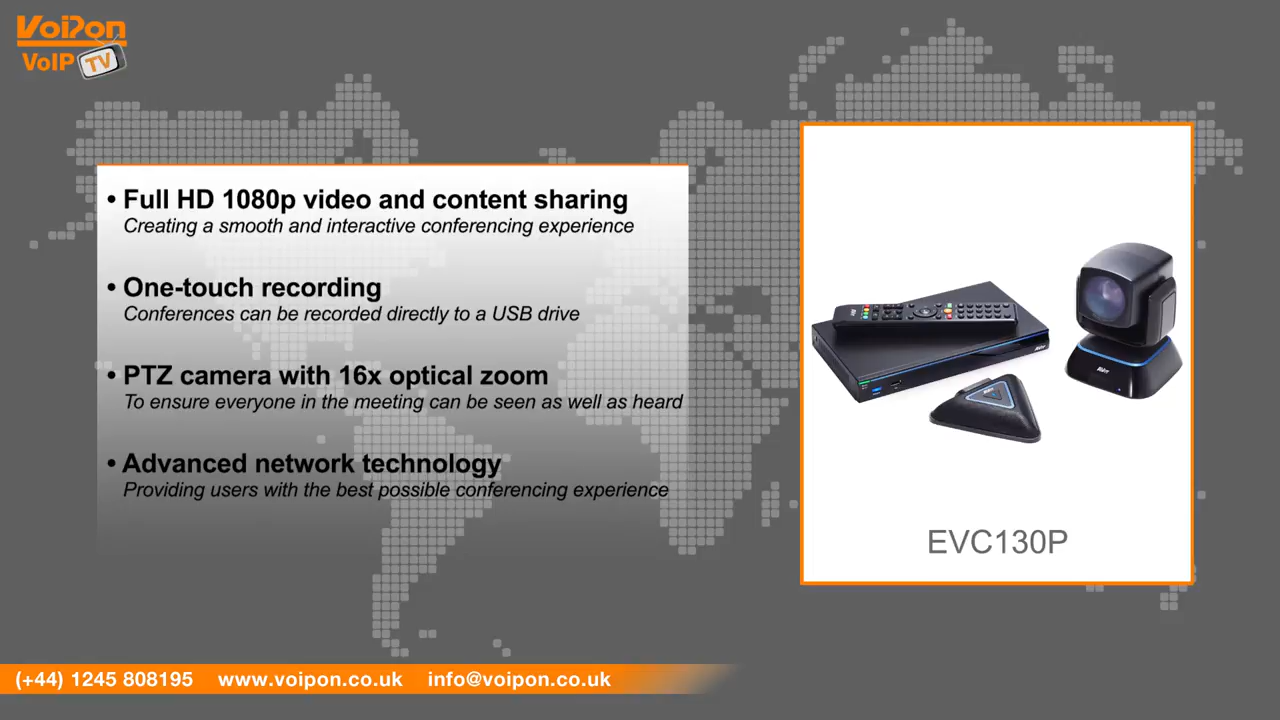 VoiPon
VoIP TV
• Full HD 1080p video and content sharing
Creating a smooth and interactive conferencing experience
• One-touch recording
Conferences can be recorded directly to a USB drive
• PTZ camera with 16x optical zoom
To ensure everyone in the meeting can be seen as well as heard
• Advanced network technology
Providing users with the best possible conferencing experience
AVer
AVer
EVC130P
(+44) 1245 808195 www.voipon.co.uk info@voipon.co.uk